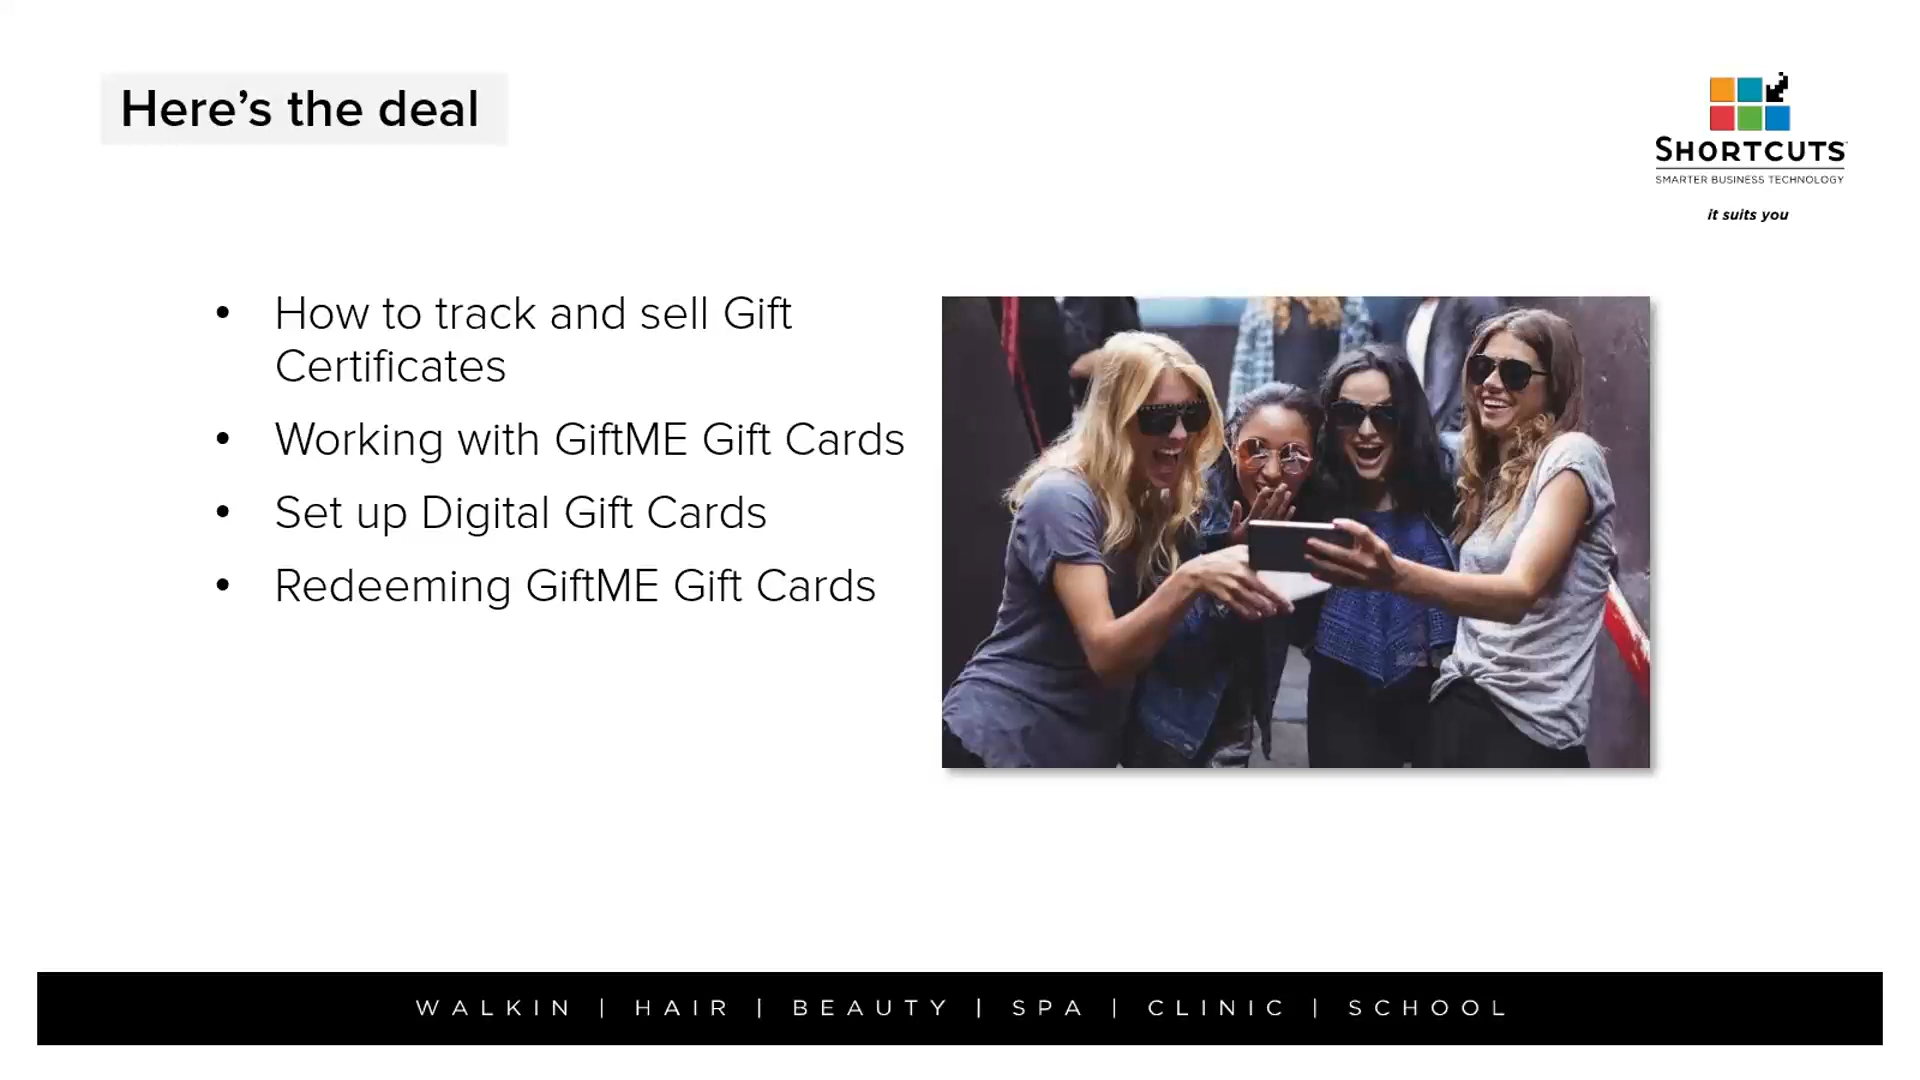 Here’s the deal
SHORTCUTS
SMARTER BUSINESS TECHNOLOGY
it suits you
• How to track and sell Gift
Certificates
• Working with GiftME Gift Cards
• Set up Digital Gift Cards
• Redeeming GiftME Gift Cards
WALKIN | HAIR | BEAUTY | SPA | CLINIC | SCHOOL